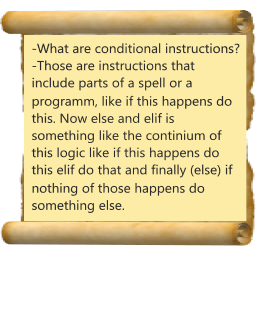 -What are conditional instructions?
-Those are instructions that
include parts of a spell or a
programm, like if this happens do
this. Now else and elif is
something like the continium of
this logic like if this happens do
this elif do that and finally (else) if
nothing of those happens do
something else.